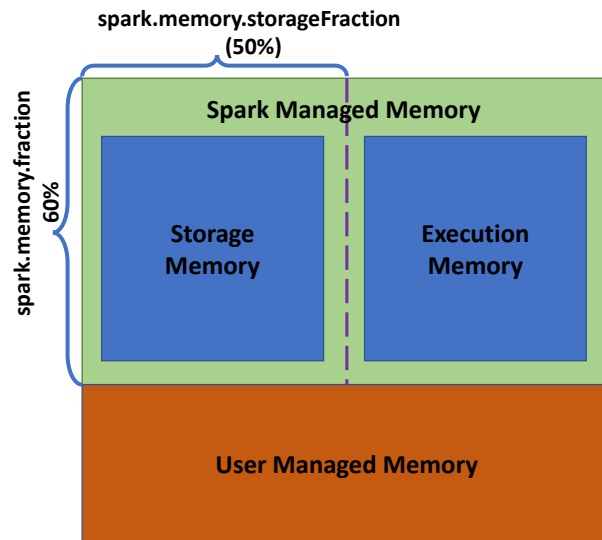 spark.memory.storageFraction
(50%)
spark.memory.fraction
60%
Spark Managed Memory
Storage
Memory
Execution
Memory
User Managed Memory